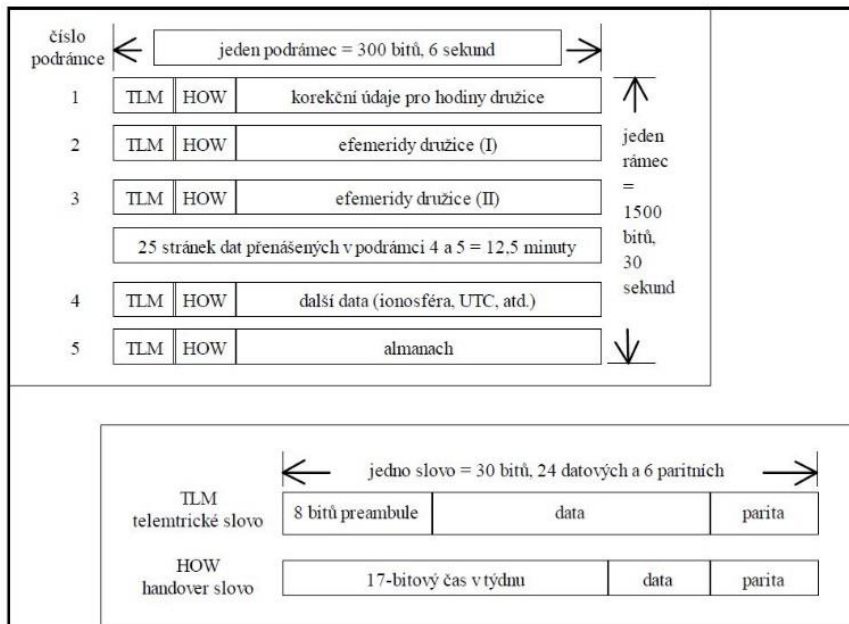 číslo
podrámce
jeden podrámec = 300 bitů, 6 sekund
1 TLM HOW korekční údaje pro hodiny družice
2 TLM HOW efemeridy družice (I)
3 TLM HOW efemeridy družice (II)
25 stránek dat přenášených v podrámci 4 a 5 = 12,5 minuty
4 TLM HOW další data (ionosféra, UTC, atd.)
5 TLM HOW almanach
jeden
rámec
=
1500
bitů,
30
sekund
jedno slovo = 30 bitů, 24 datových a 6 paritních
TLM
telemtrické slovo
8 bitů preambule data parita
HOW
handover slovo
17-bitový čas v týdnu data parita